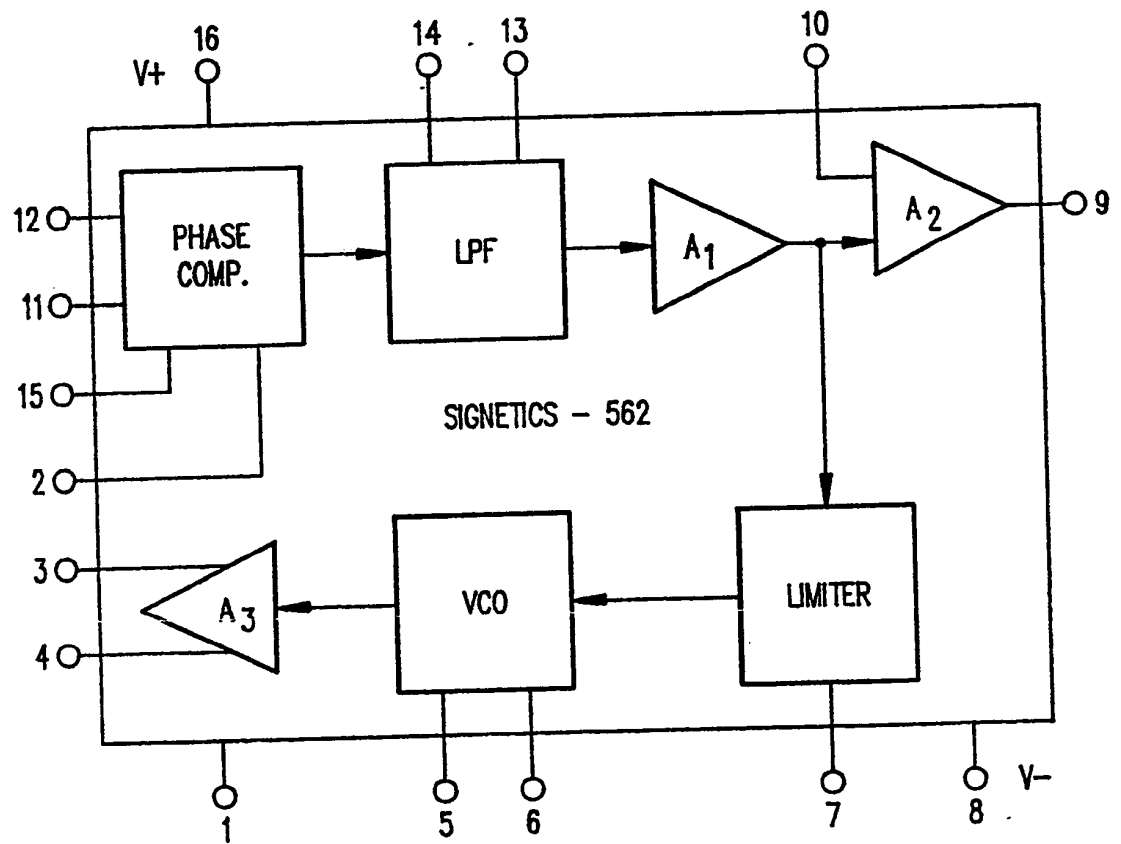 16
14
13
10
V+
12
PHASE
COMP.
LPF
A1
A2
9
11
15
SIGNETICS - 562
2
3
A3
VCO
LIMITER
4
1
5
6
7
8
V-